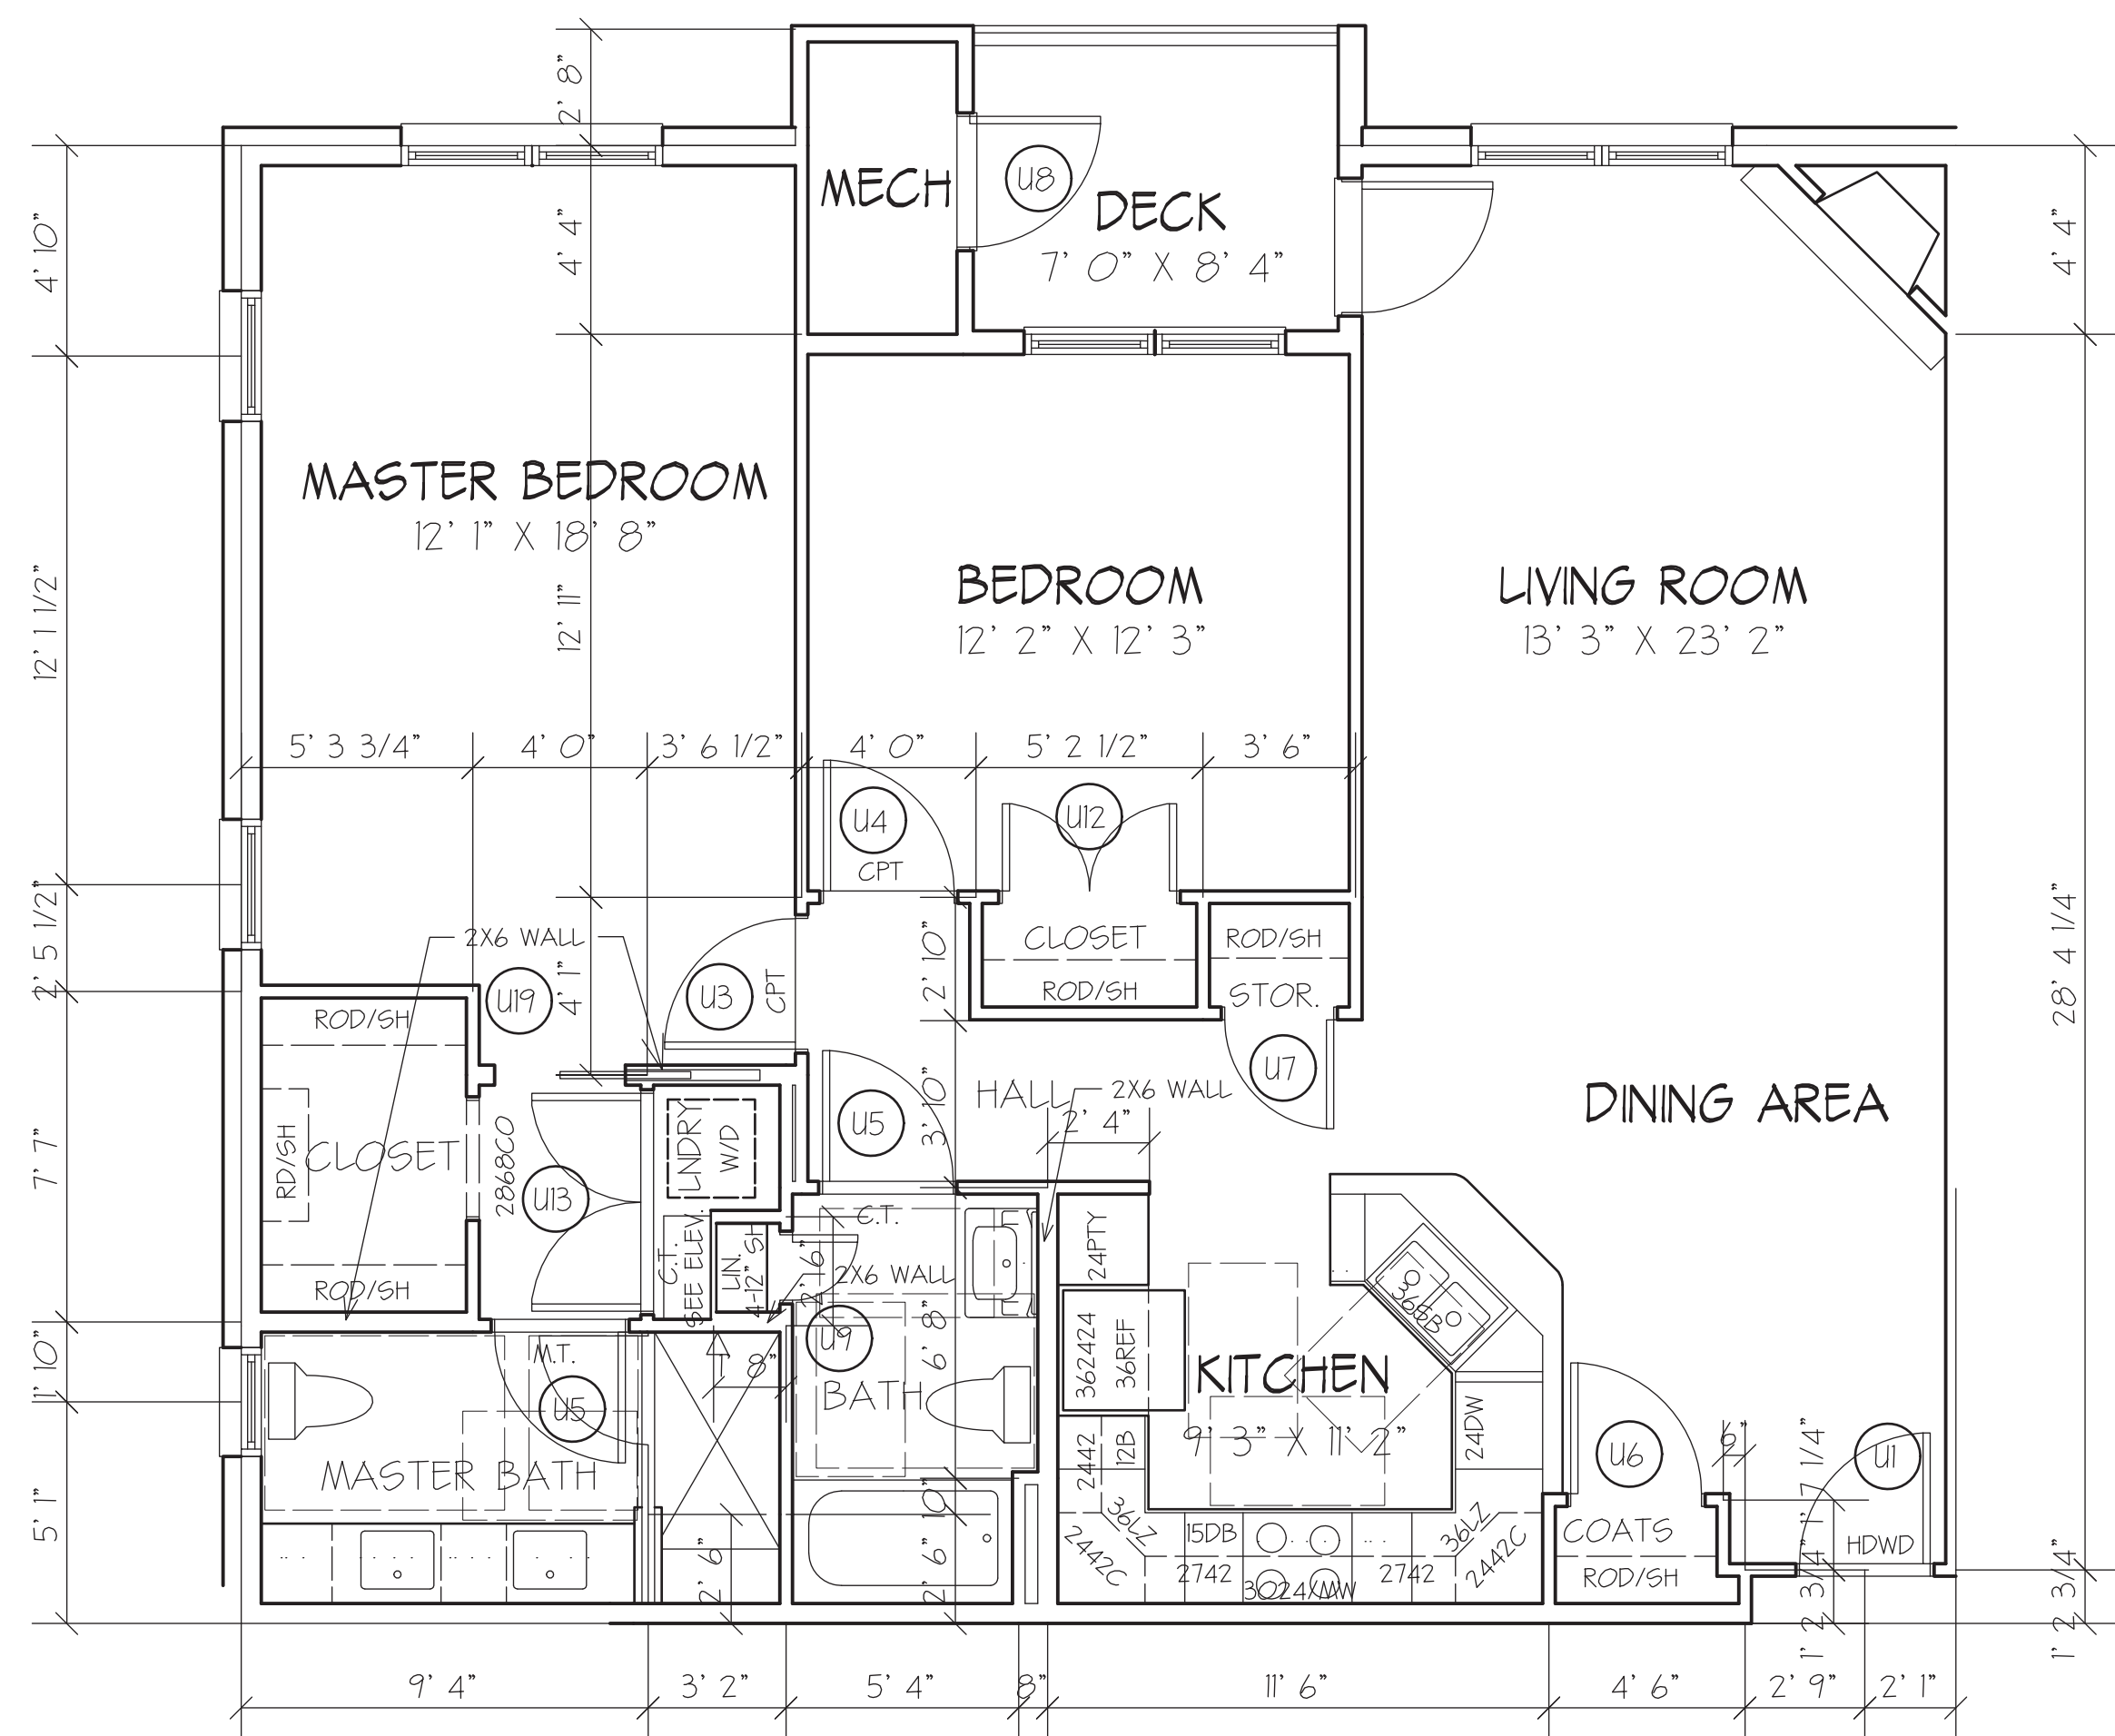 2' 8"
MECH
U8
DECK
7' 0" X 8' 4"
4' 10"
4' 4"
4' 4"
MASTER BEDROOM
12' 1" X 18' 8"
BEDROOM
12' 2" X 12' 3"
LIVING ROOM
13' 3" X 23' 2"
12' 1 1/2"
12' 11"
5' 3 3/4"
4' 0"
3' 6 1/2"
4' 0"
5' 2 1/2"
3' 6"
U4
CPT
U12
2' 5 1/2"
2X6 WALL
U19
4' 1"
U3
CPT
2' 10"
CLOSET
ROD/SH
ROD/SH
STOR.
28' 4 1/4"
ROD/SH
RD/SH
CLOSET
ROD/SH
2868CO
U13
7' 7"
LNDRY
W/D
U5
3' 10"
HALL
2X6 WALL
2' 4"
U7
DINING AREA
C.T.
SEE ELEV.
LIN.
4-12" SH
C.T.
2' 6"
2X6 WALL
U9
6' 8"
BATH
24PTY
362424
36REF
36SB
KITCHEN
9' 3" X 11' 2"
24DW
1' 10"
M.T.
U5
1' 8"
MASTER BATH
5' 1"
2' 6"
10"
2' 6"
2442
12B
36LZ
2442C
15DB
2742
3024/MW
2742
36LZ
2442C
U6
COATS
ROD/SH
6"
1' 7 1/4"
1' 2 3/4"
U1
HDWD
1' 2 3/4"
9' 4"
3' 2"
5' 4"
8"
11' 6"
4' 6"
2' 9"
2' 1"